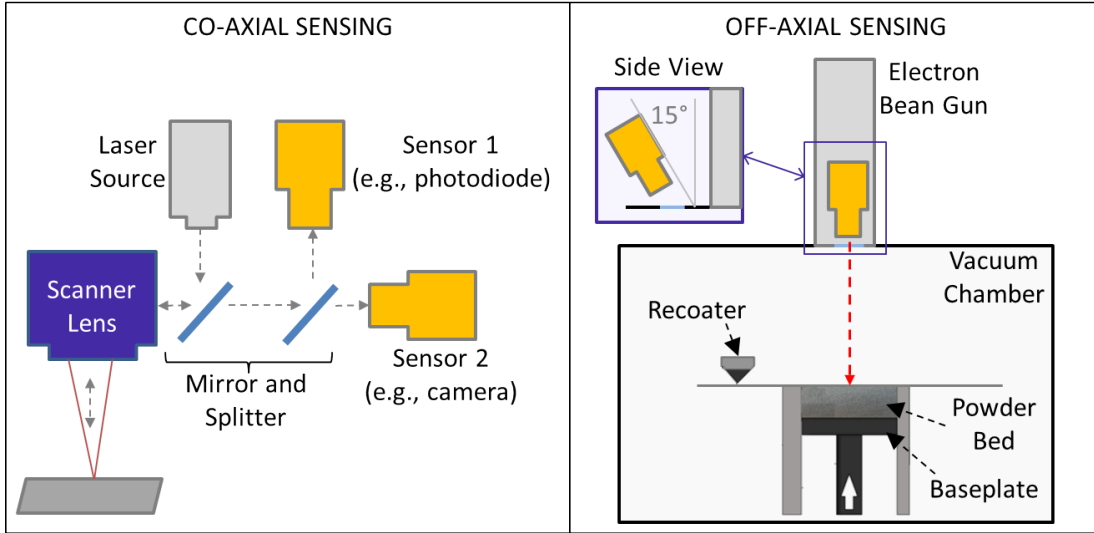 CO-AXIAL SENSING
Laser
Source
Sensor 1
(e.g., photodiode)
Scanner
Lens
Sensor 2
(e.g., camera)
Mirror and
Splitter
OFF-AXIAL SENSING
Side View
15°
Electron
Bean Gun
Vacuum
Chamber
Recoater
Powder
Bed
Baseplate